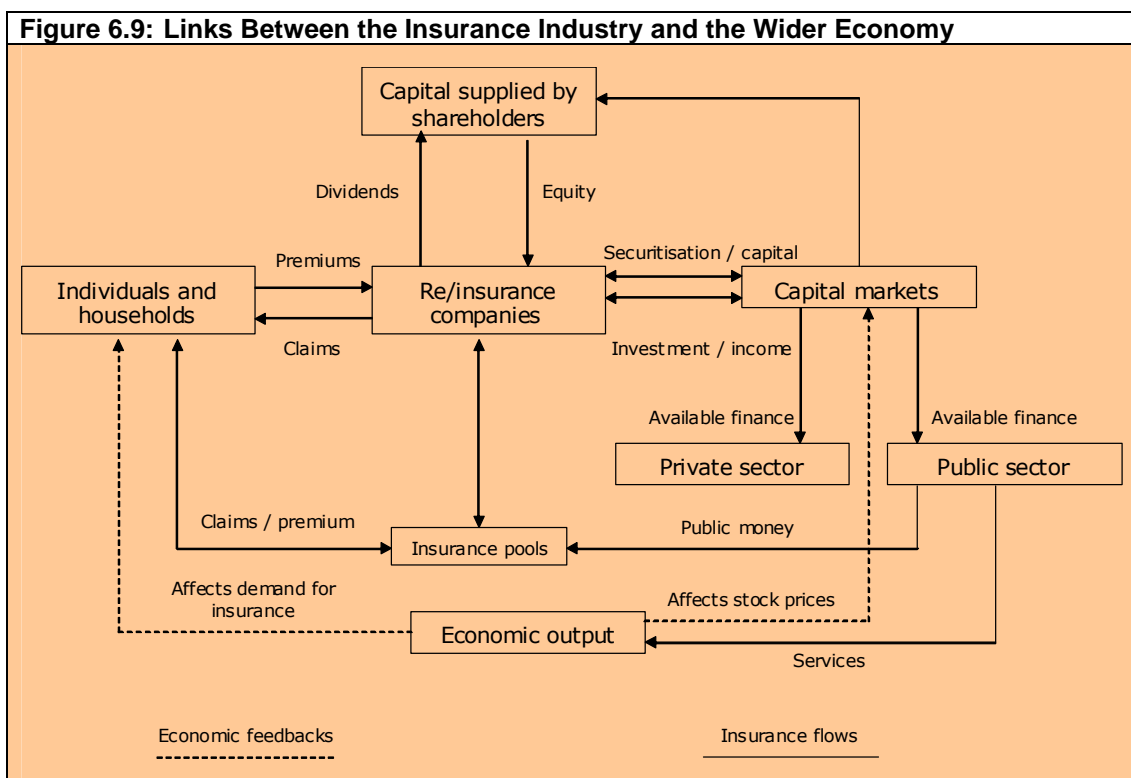 Figure 6.9: Links Between the Insurance Industry and the Wider Economy
Capital supplied by
shareholders
Dividends
Equity
Premiums
Securitisation / capital
Individuals and
households
Re/insurance
companies
Capital markets
Claims
Investment / income
Available finance
Available finance
Private sector
Public sector
Claims / premium
Insurance pools
Public money
Affects demand for
insurance
Affects stock prices
Economic output
Services
Economic feedbacks
Insurance flows